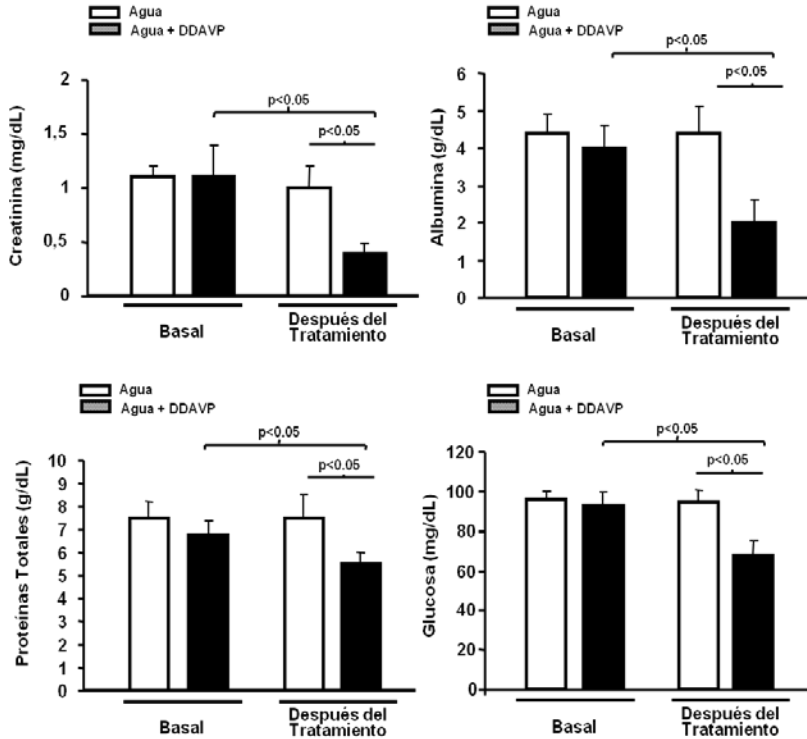 Agua
Agua + DDAVP
p<0.05
p<0.05
Creatinina (mg/dL)
2
1.5
1
0,5
0
Basal
Después del
Tratamiento
Agua
Agua + DDAVP
p<0.05
p<0.05
Albumina (g/dL)
6
5
4
3
2
1
0
Basal
Después del
Tratamiento
Agua
Agua + DDAVP
p<0.05
p<0.05
Proteínas Totales (g/dL)
10
9
8
7
6
5
4
3
2
1
0
Basal
Después del
Tratamiento
Agua
Agua + DDAVP
p<0.05
p<0.05
Glucosa (mg/dL)
120
100
80
60
40
20
0
Basal
Después del
Tratamiento